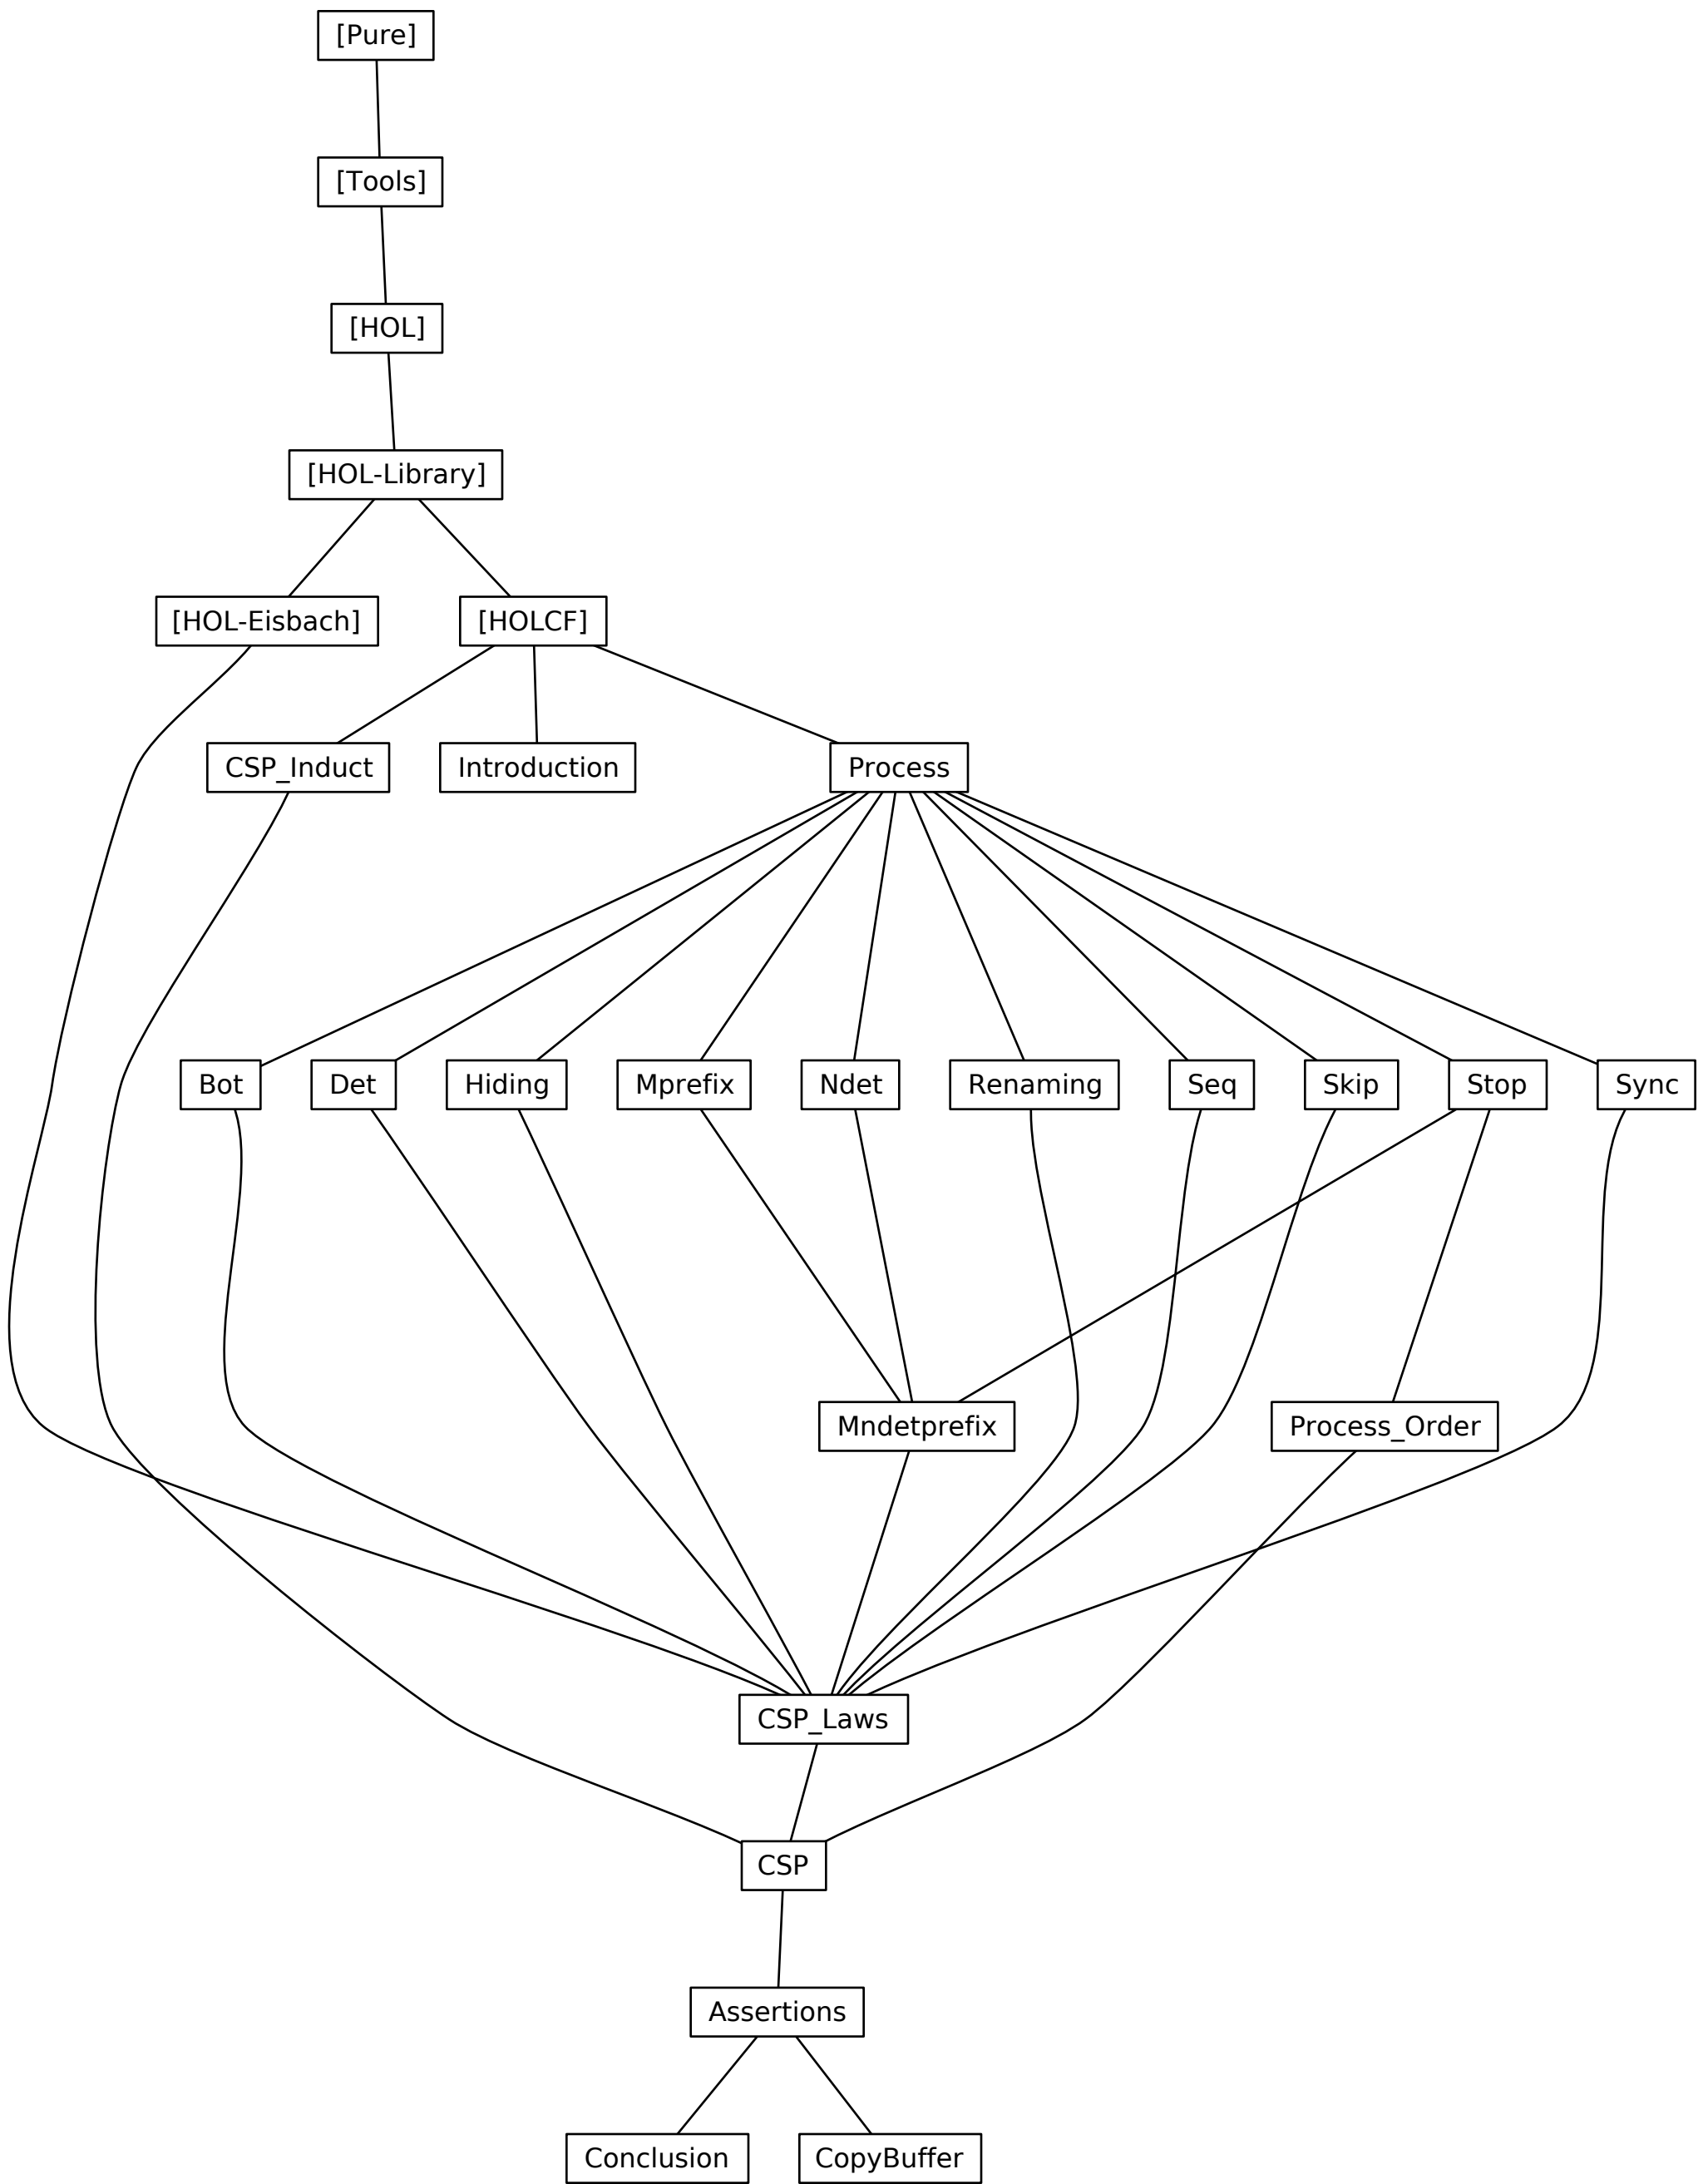 [Pure]
[Tools]
[HOL]
[HOL-Library]
[HOL-Eisbach] [HOLCF]
CSP_Induct Introduction Process
Bot Det Hiding Mprefix Ndet Renaming Seq Skip Stop Sync
Mndetprefix Process_Order
CSP_Laws
CSP
Assertions
Conclusion CopyBuffer